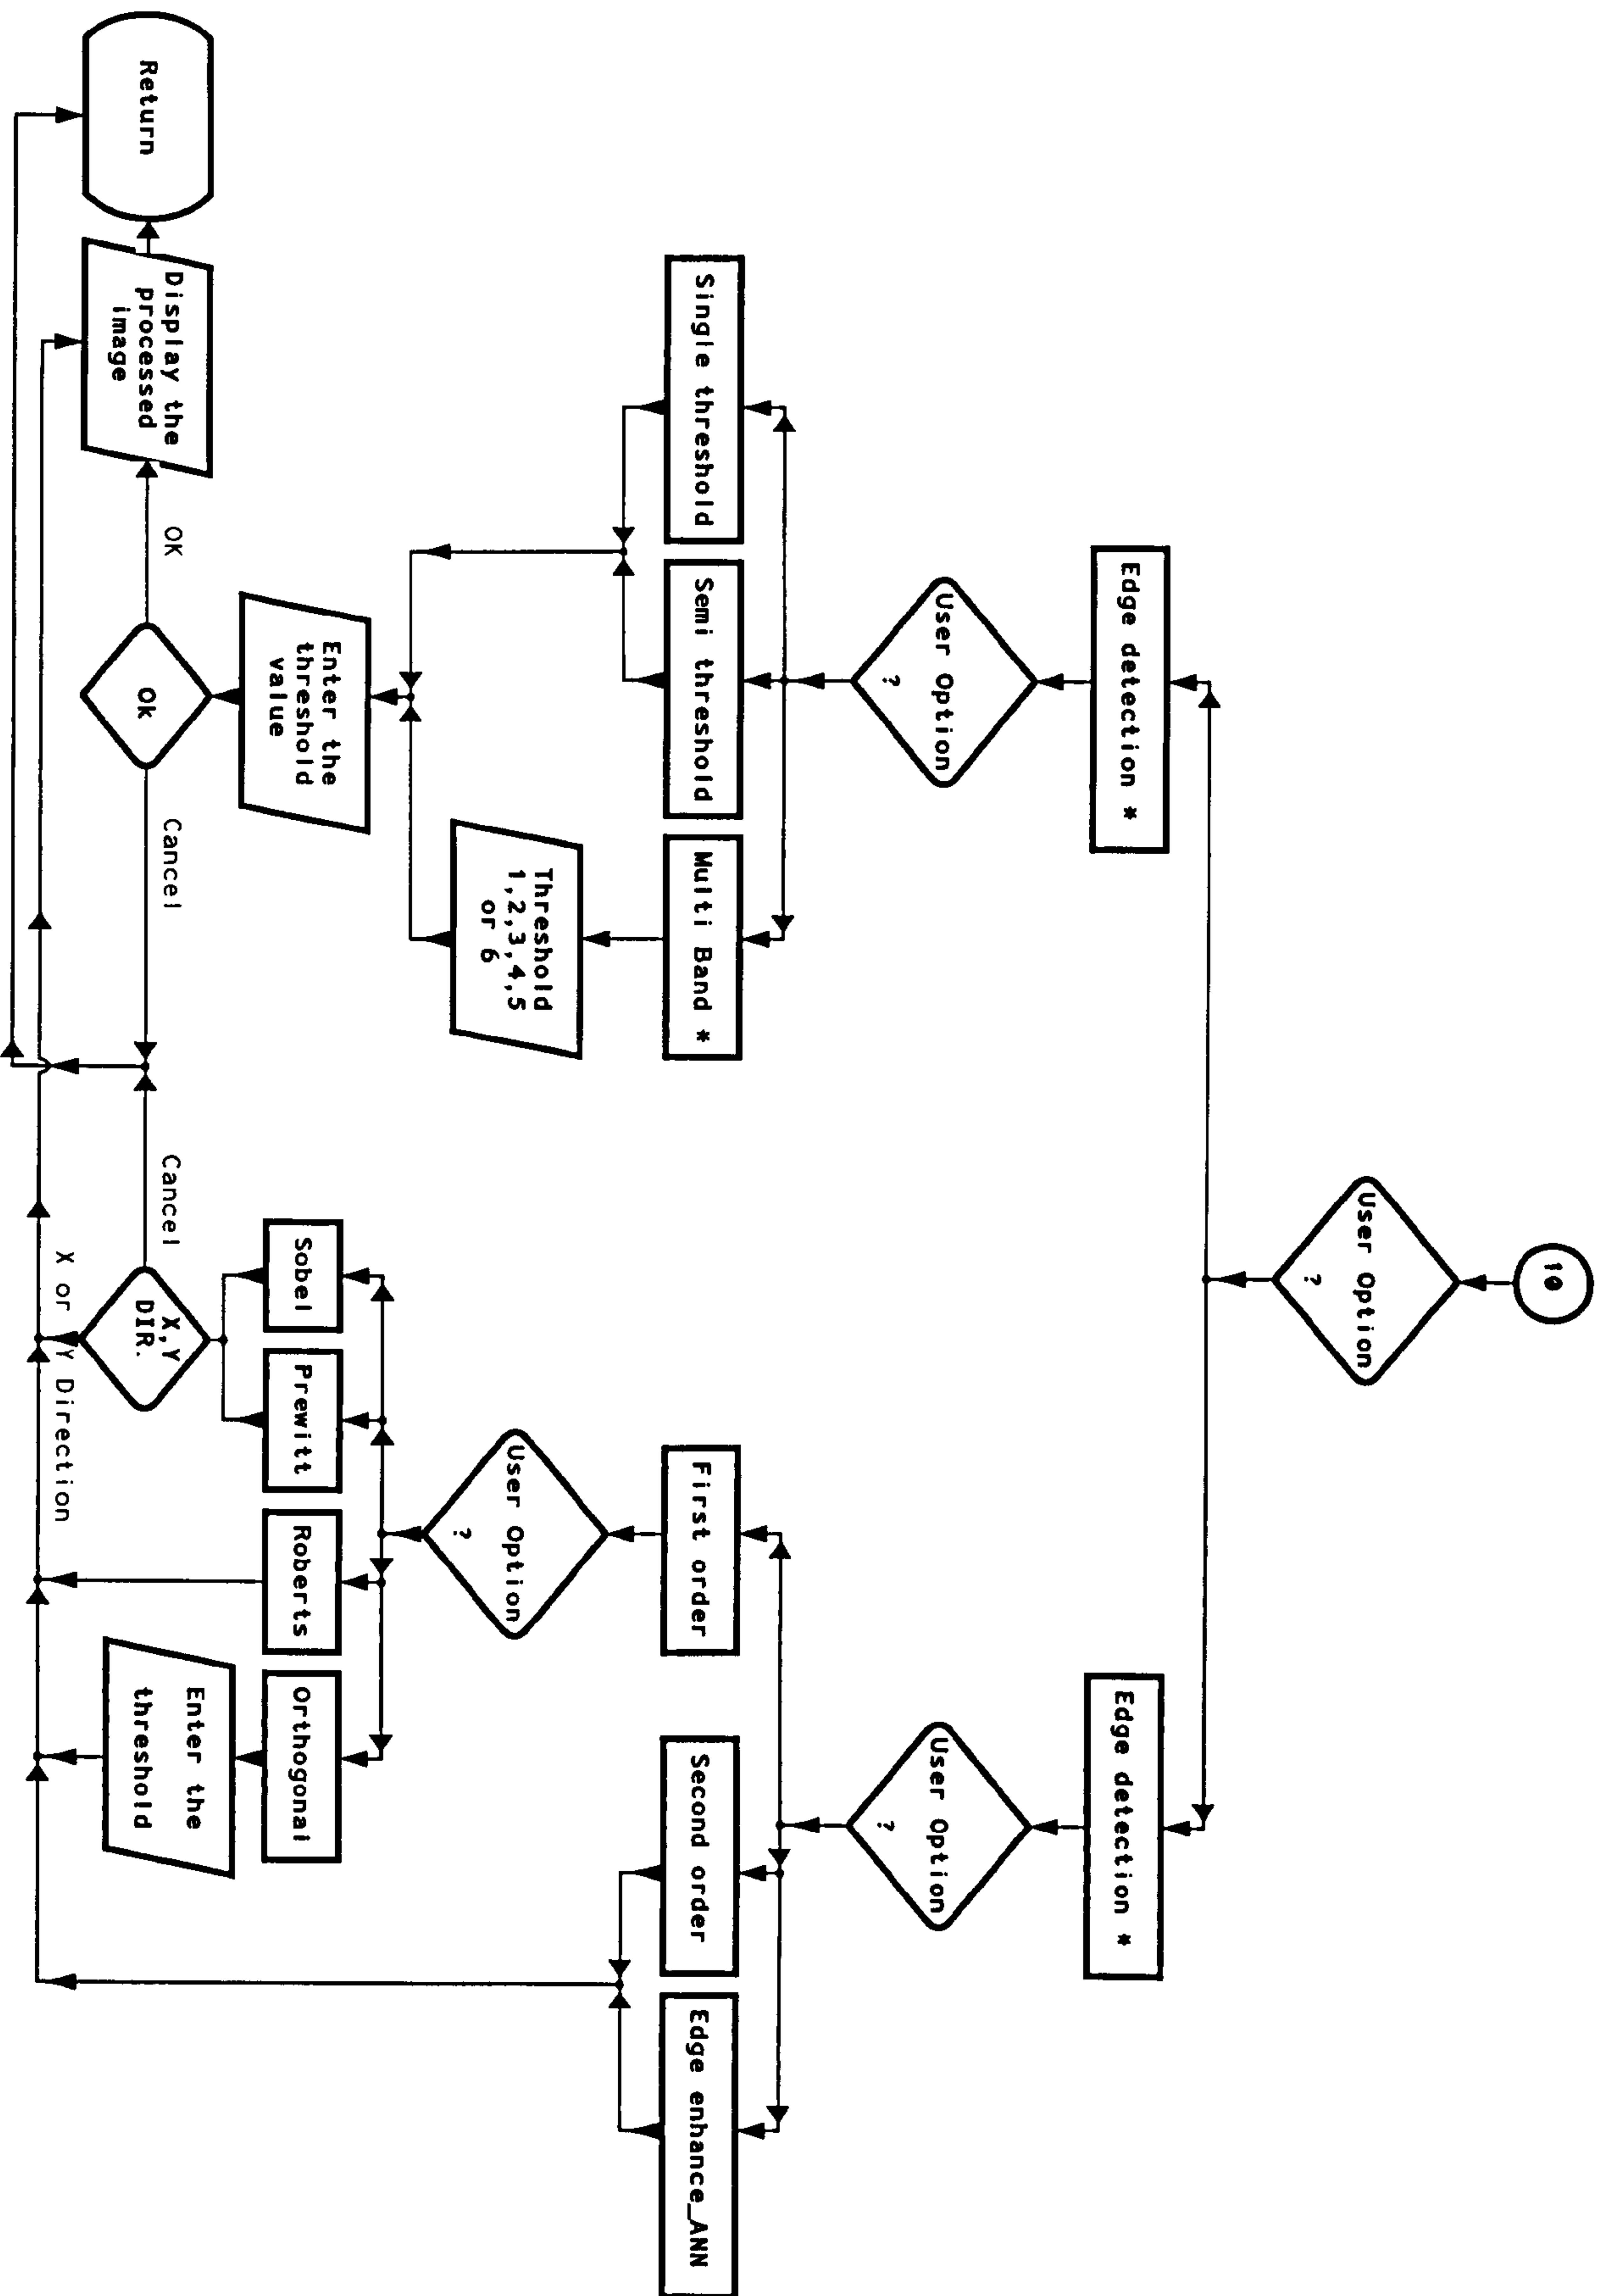 10
User Option
?
Edge detection *
Edge detection *
User Option
?
User Option
?
Single threshold
Semi threshold
Multi Band *
First order
Second order
Edge enhance_ANN
Threshold
1,2,3,4,5
or 6
User Option
?
Enter the
threshold
value
Sobel
Prewitt
Roberts
Orthogonal
Return
Display the
processed
image
OK
Ok
Cancel
Cancel
X,Y
DIR.
Enter the
threshold
X or Y Direction